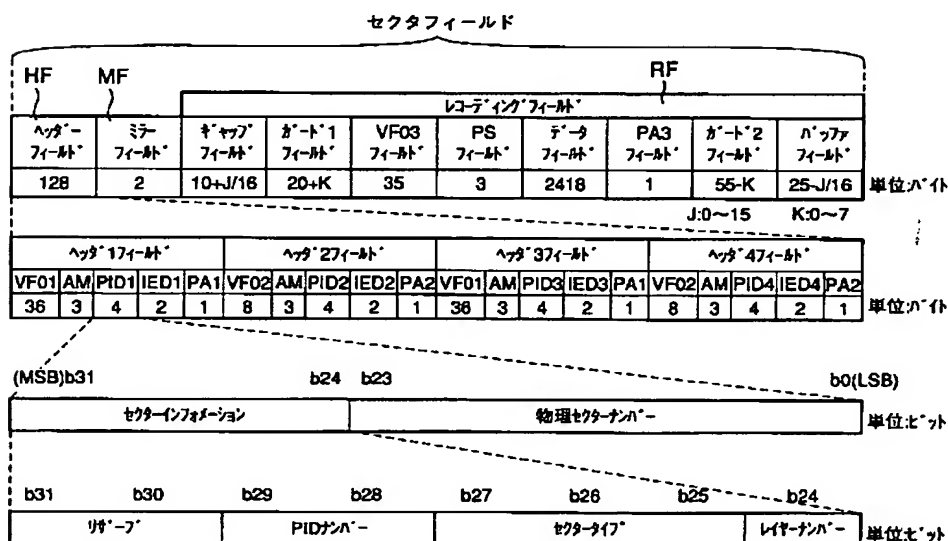 セクタフィールド
HF MF RF
レコーディングフィールド
ヘッダーフィールド ミラーフィールド ギャップフィールド ガード1フィールド VFO3フィールド PSフィールド データフィールド PA3フィールド ガード2フィールド バッファフィールド
128 2 10+J/16 20+K 35 3 2418 1 55-K 25-J/16 単位:バイト
J:0~15 K:0~7
ヘッダ1フィールド ヘッダ2フィールド ヘッダ3フィールド ヘッダ4フィールド
VFO1 AM PID1 IED1 PA1 VFO2 AM PID2 IED2 PA2 VFO1 AM PID3 IED3 PA1 VFO2 AM PID4 IED4 PA2
36 3 4 2 1 8 3 4 2 1 36 3 4 2 1 8 3 4 2 1 単位:バイト
(MSB)b31 b24 b23 b0(LSB)
セクターインフォメーション 物理セクターナンバー 単位:ビット
b31 b30 b29 b28 b27 b26 b25 b24
リザーブ PIDナンバー セクタータイプ レイヤーナンバー 単位:ビット